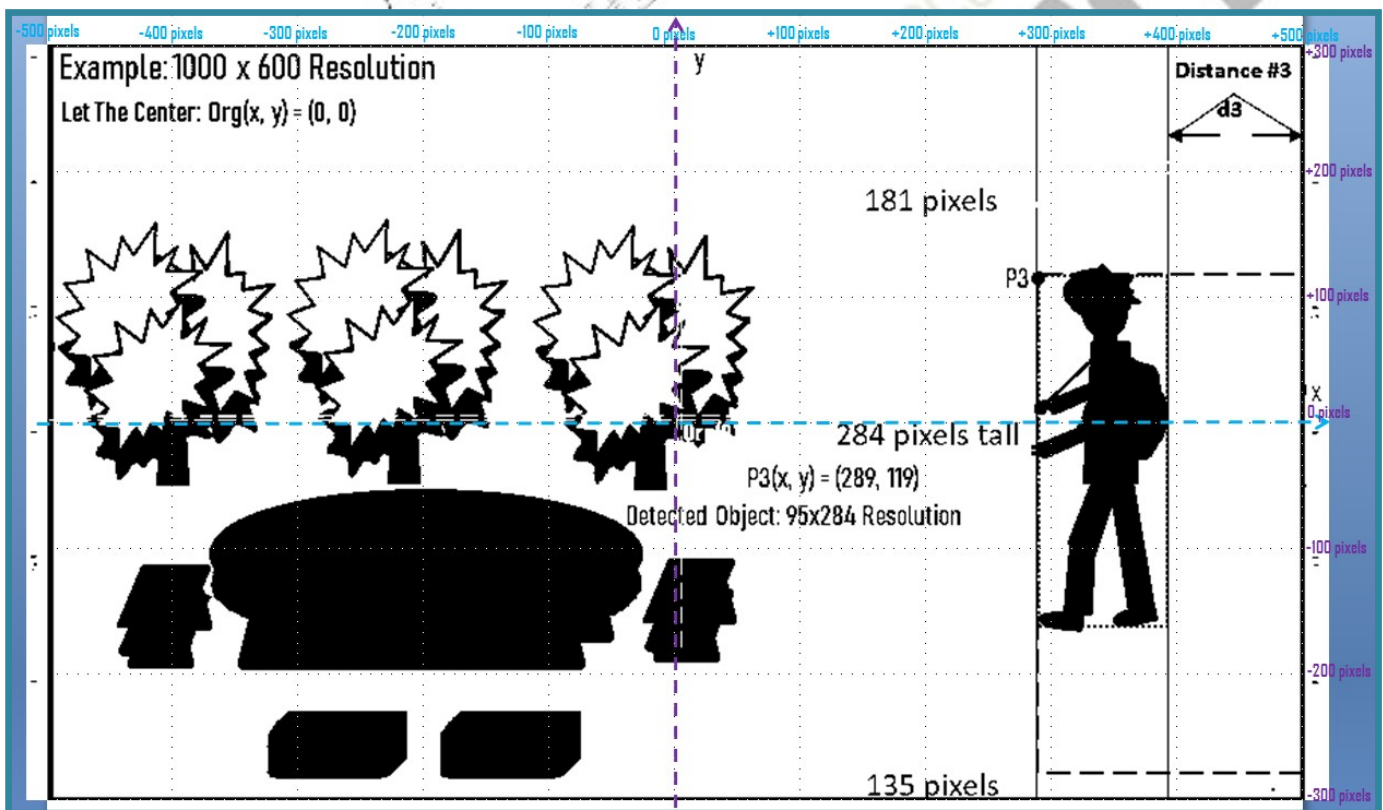 -500 pixels -400 pixels -300 pixels -200 pixels -100 pixels 0 pixels +100 pixels +200 pixels +300 pixels +400 pixels +500 pixels
+300 pixels
Example: 1000 x 600 Resolution
y
Distance #3
Let The Center: Org(x, y) = (0, 0)
d3
+200 pixels
181 pixels
P3
+100 pixels
x
0 pixels
284 pixels tall
P3(x, y) = (289, 119)
Detected Object: 95x284 Resolution
-100 pixels
-200 pixels
135 pixels
-300 pixels